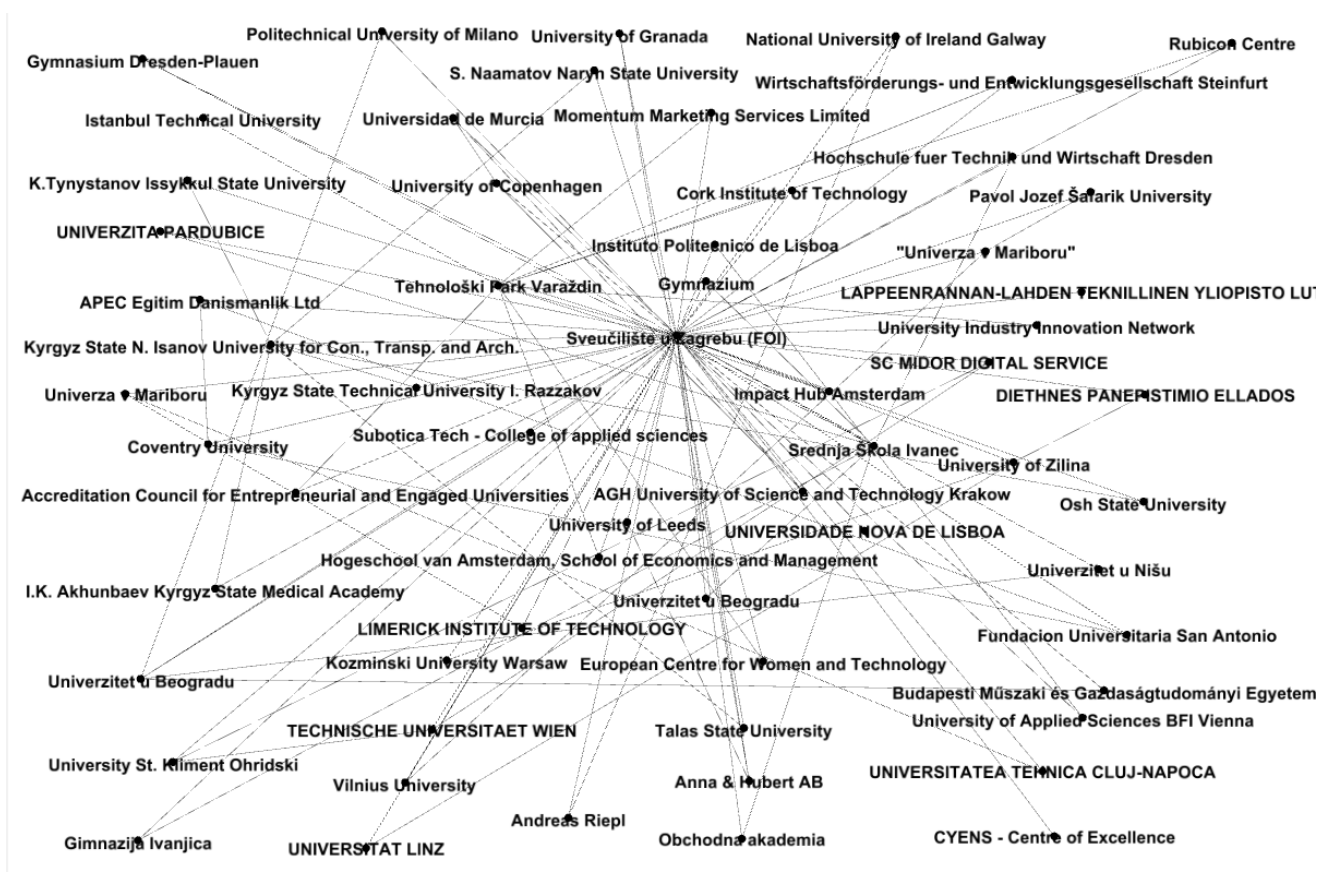 Politechnical University of Milano
University of Granada
National University of Ireland Galway
Rubicon Centre
Gymnasium Dresden-Plauen
S. Naamatov Naryn State University
Wirtschaftsförderungs- und Entwicklungsgesellschaft Steinfurt
Istanbul Technical University
Universidad de Murcia
Momentum Marketing Services Limited
Hochschule fuer Technik und Wirtschaft Dresden
K.Tynystanov Issykkul State University
University of Copenhagen
Cork Institute of Technology
Pavol Jozef Šafarik University
UNIVERZITA PARDUBICE
Instituto Politecnico de Lisboa
"Univerza v Mariboru"
Tehnološki Park Varaždin
Gymnazium
LAPPEENRANNAN-LAHDEN TEKNILLINEN YLIOPISTO LUT
APEC Egitim Danismanlik Ltd
University Industry Innovation Network
Sveučilište u Zagrebu (FOI)
Kyrgyz State N. Isanov University for Con., Transp. and Arch.
SC MIDOR DIGITAL SERVICE
Univerza v Mariboru
Kyrgyz State Technical University I. Razzakov
Impact Hub Amsterdam
DIETHNES PANEPISTIMIO ELLADOS
Coventry University
Subotica Tech - College of applied sciences
Srednja Škola Ivanec
University of Zilina
Accreditation Council for Entrepreneurial and Engaged Universities
AGH University of Science and Technology Krakow
Osh State University
University of Leeds
UNIVERSIDADE NOVA DE LISBOA
Hogeschool van Amsterdam, School of Economics and Management
Univerzitet u Nišu
I.K. Akhunbaev Kyrgyz State Medical Academy
Univerzitet u Beogradu
LIMERICK INSTITUTE OF TECHNOLOGY
Fundacion Universitaria San Antonio
Kozminski University Warsaw
European Centre for Women and Technology
Univerzitet u Beogradu
Budapesti Műszaki és Gazdaságtudományi Egyetem
University of Applied Sciences BFI Vienna
TECHNISCHE UNIVERSITAET WIEN
Talas State University
University St. Kliment Ohridski
UNIVERSITATEA TEHNICA CLUJ-NAPOCA
Vilnius University
Anna & Hubert AB
Andreas Riepl
Gimnazija Ivanjica
UNIVERSITAT LINZ
Obchodna akademia
CYENS - Centre of Excellence